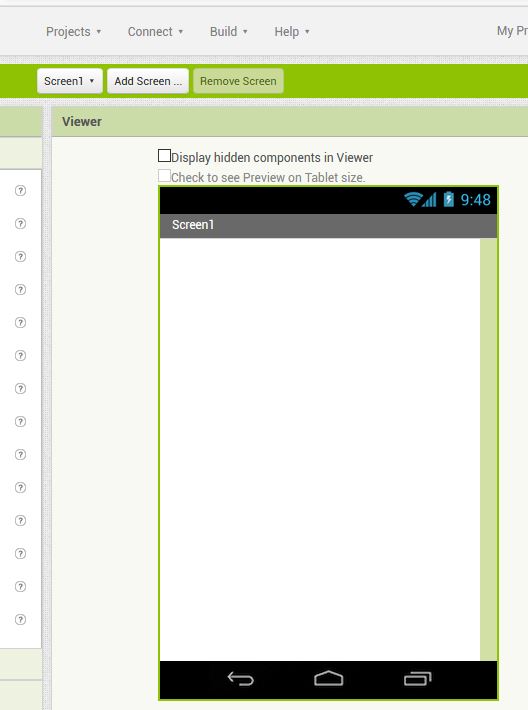 Projects Connect Build Help My Pr
Screen1 Add Screen ... Remove Screen
Viewer
Display hidden components in Viewer
Check to see Preview on Tablet size.
9:48
Screen1